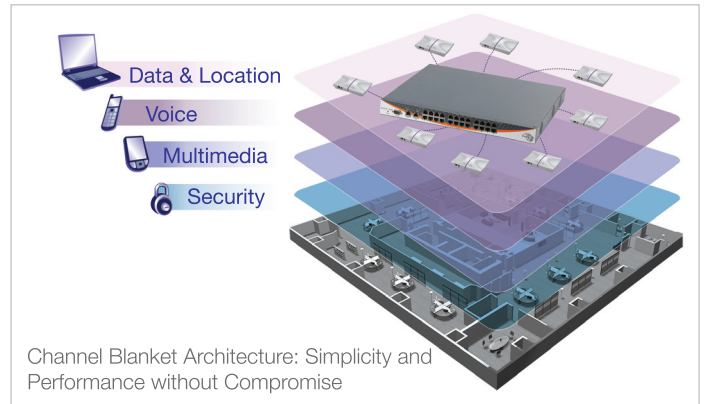 Data & Location
Voice
Multimedia
Security
Channel Blanket Architecture: Simplicity and
Performance without Compromise